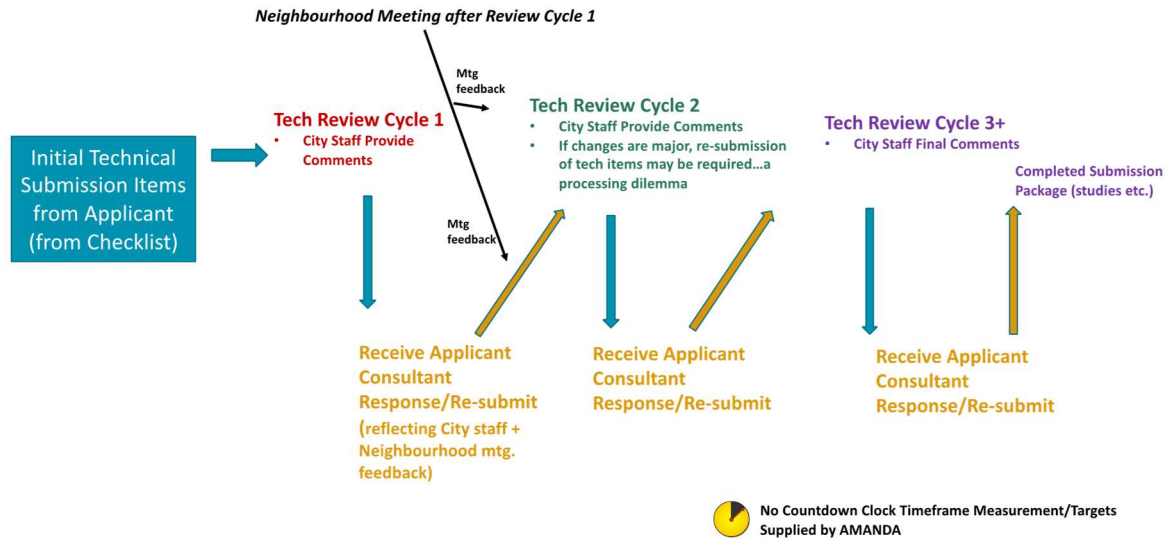 Neighbourhood Meeting after Review Cycle 1
Mtg
feedback
Tech Review Cycle 1
• City Staff Provide
Comments
Tech Review Cycle 2
• City Staff Provide Comments
• If changes are major, re-submission
of tech items may be required…a
processing dilemma
Tech Review Cycle 3+
• City Staff Final Comments
Completed Submission
Package (studies etc.)
Initial Technical
Submission Items
from Applicant
(from Checklist)
Mtg
feedback
Receive Applicant
Consultant
Response/Re-submit
(reflecting City staff +
Neighbourhood mtg.
feedback)
Receive Applicant
Consultant
Response/Re-submit
Receive Applicant
Consultant
Response/Re-submit
No Countdown Clock Timeframe Measurement/Targets
Supplied by AMANDA